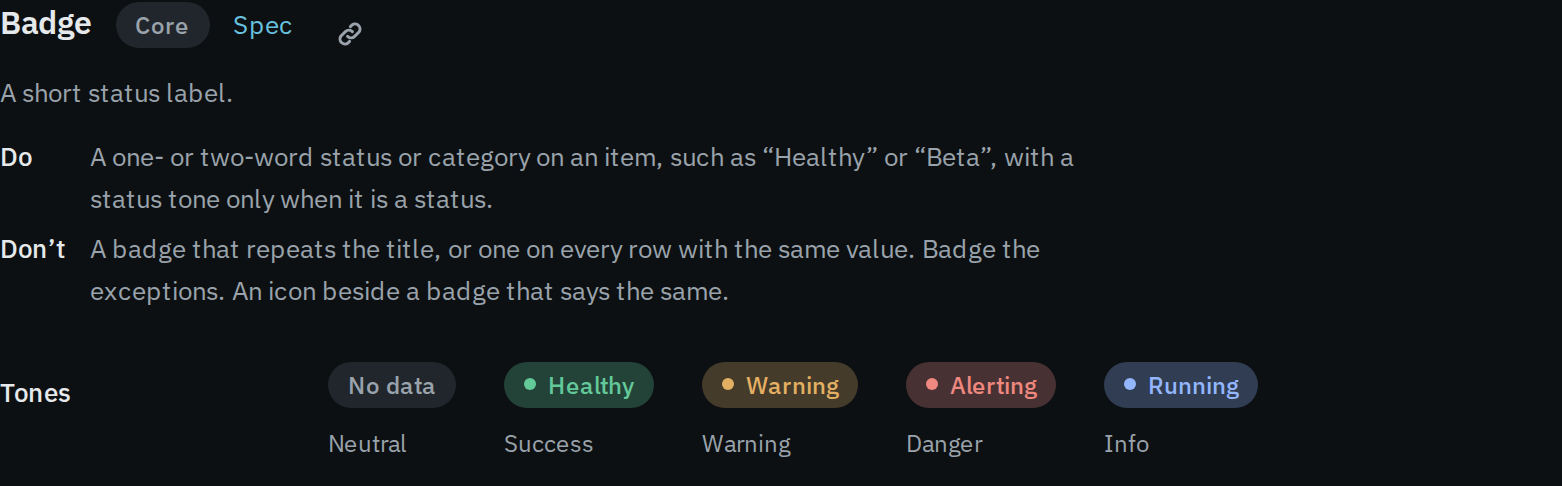 Badge Core Spec
A short status label.
Do A one- or two-word status or category on an item, such as “Healthy” or “Beta”, with a
status tone only when it is a status.
Don’t A badge that repeats the title, or one on every row with the same value. Badge the
exceptions. An icon beside a badge that says the same.
Tones No data Healthy Warning Alerting Running
Neutral Success Warning Danger Info